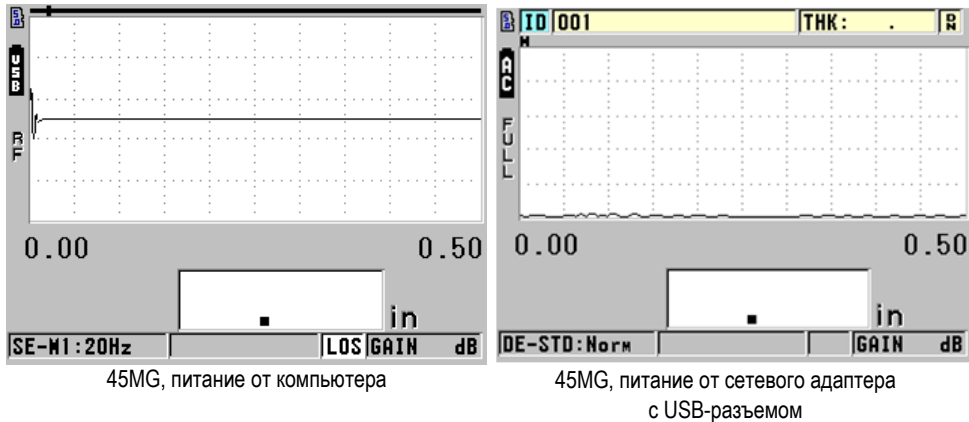 USB
RF
0.00 0.50
in
SE-M1:20Hz LOS GAIN dB
45MG, питание от компьютера
ID 001 THK: .
AC
FULL
0.00 0.50
in
DE-STD:Norm GAIN dB
45MG, питание от сетевого адаптера
с USB-разъемом